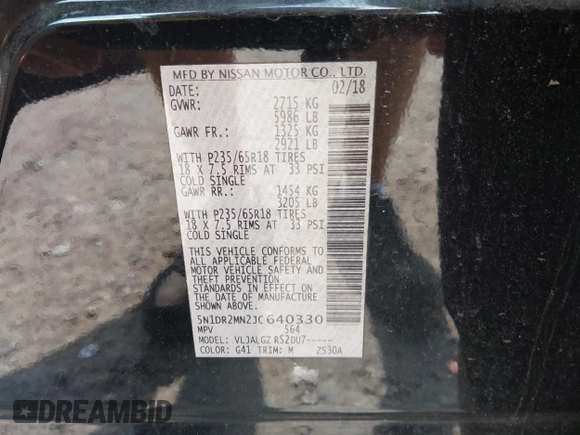 MFD BY NISSAN MOTOR CO., LTD.
DATE: 02/18
GVWR: 2715 KG
5986 LB
GAWR FR.: 1325 KG
2921 LB
WITH P235/65R18 TIRES
18 X 7.5 RIMS AT 33 PSI
COLD SINGLE
GAWR RR.: 1454 KG
3205 LB
WITH P235/65R18 TIRES
18 X 7.5 RIMS AT 33 PSI
COLD SINGLE
THIS VEHICLE CONFORMS TO
ALL APPLICABLE FEDERAL
MOTOR VEHICLE SAFETY AND
THEFT PREVENTION
STANDARDS IN EFFECT ON
THE DATE OF MANUFACTURE
SHOWN ABOVE.
5N1DR2MN2JC640330
MPV 564
MODEL: VLJALGZ R52DU7-----
COLOR: G41 TRIM: M ZS30A
DREAMBID